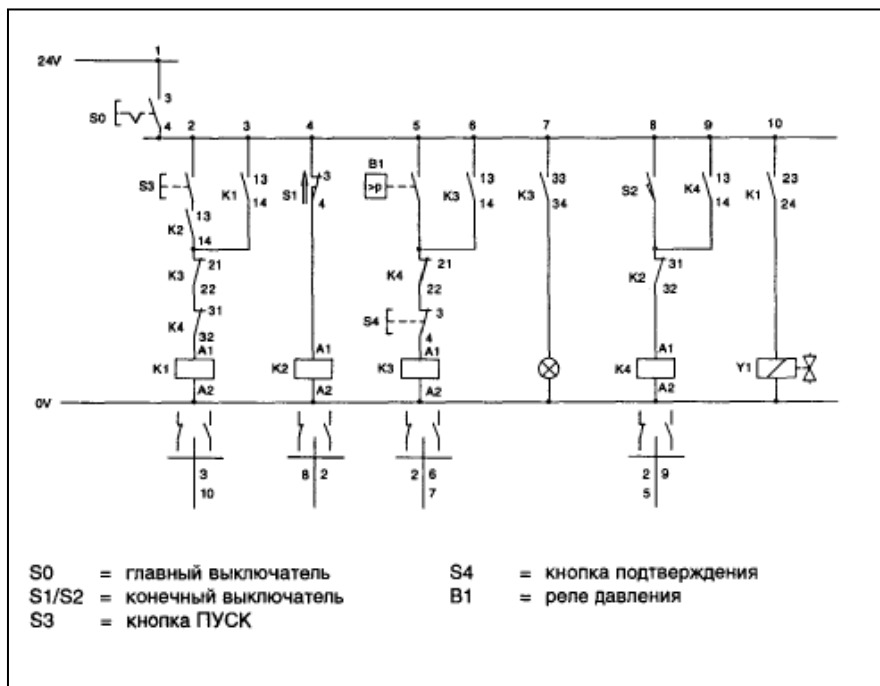 1
24V
3
S0
4
2 3 4 5 6 7 8 9 10
B1
S3 K1 13 14 S1 3 4 >p K3 13 14 K3 33 34 S2 K4 13 14 K1 23 24
K2 13 14
K3 21 22 K4 21 22 K2 31 32
K4 31 32 S4 3 4
A1 A1 A1 A1
K1 K2 K3 K4 Y1
A2 A2 A2 A2
0V
3 8 2 2 6 2 9
10 7 5
S0 = главный выключатель
S1/S2 = конечный выключатель
S3 = кнопка ПУСК
S4 = кнопка подтверждения
B1 = реле давления